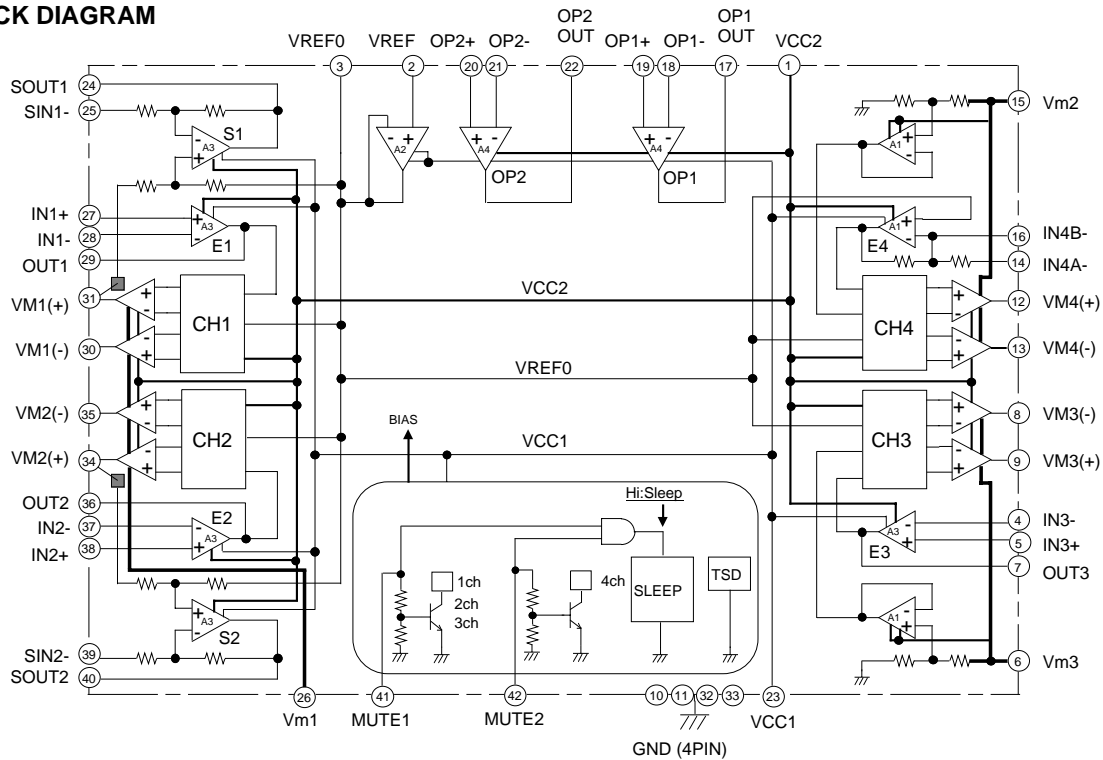 CK DIAGRAM
OP2 OUT
OP1 OUT
VREF0 VREF OP2+ OP2- OP1+ OP1- VCC2
3 2 20 21 22 19 18 17 1
SOUT1 24
SIN1- 25
S1
A3
- +
15 Vm2
A1
+ -
- +
A2
+ -
A4
OP2
+ -
A4
OP1
IN1+ 27
IN1- 28
OUT1 29
+ -
A3
E1
A1
+ -
E4
16 IN4B-
14 IN4A-
VM1(+) 31
VM1(-) 30
+ -
- +
CH1
VCC2
CH4
+ -
- +
12 VM4(+)
13 VM4(-)
VREF0
VM2(-) 35
VM2(+) 34
+ -
- +
CH2
BIAS
VCC1
CH3
+ -
- +
8 VM3(-)
9 VM3(+)
OUT2 36
IN2- 37
IN2+ 38
E2
- +
A3
Hi:Sleep
A3
- +
E3
4 IN3-
5 IN3+
7 OUT3
1ch
2ch
3ch
4ch
SLEEP
TSD
+ -
A3
S2
A1
- +
SIN2- 39
SOUT2 40
6 Vm3
26 41 42 10 11 32 33 23
Vm1 MUTE1 MUTE2 VCC1
GND (4PIN)